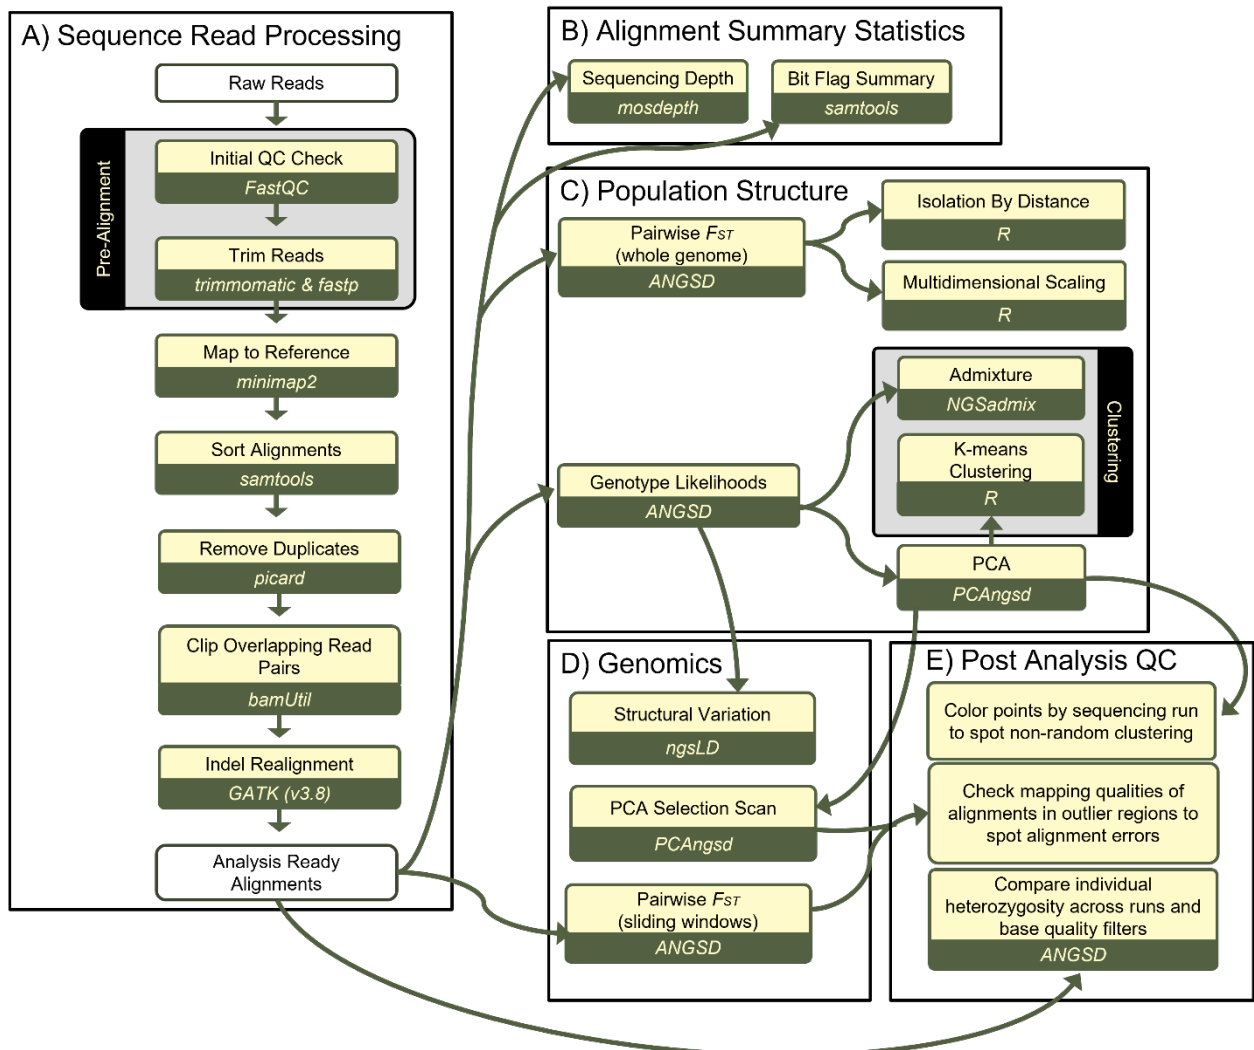 A) Sequence Read Processing
Raw Reads
Pre-Alignment
Initial QC Check
FastQC
Trim Reads
trimmomatic & fastp
Map to Reference
minimap2
Sort Alignments
samtools
Remove Duplicates
picard
Clip Overlapping Read
Pairs
bamUtil
Indel Realignment
GATK (v3.8)
Analysis Ready
Alignments
B) Alignment Summary Statistics
Sequencing Depth
mosdepth
Bit Flag Summary
samtools
C) Population Structure
Pairwise FST
(whole genome)
ANGSD
Isolation By Distance
R
Multidimensional Scaling
R
Genotype Likelihoods
ANGSD
Clustering
Admixture
NGSadmix
K-means
Clustering
R
PCA
PCAngsd
D) Genomics
Structural Variation
ngsLD
PCA Selection Scan
PCAngsd
Pairwise FST
(sliding windows)
ANGSD
E) Post Analysis QC
Color points by sequencing run
to spot non-random clustering
Check mapping qualities of
alignments in outlier regions to
spot alignment errors
Compare individual
heterozygosity across runs and
base quality filters
ANGSD